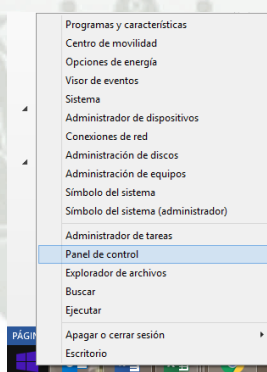 Programas y características
Centro de movilidad
Opciones de energía
Visor de eventos
Sistema
Administrador de dispositivos
Conexiones de red
Administración de discos
Administración de equipos
Símbolo del sistema
Símbolo del sistema (administrador)
Administrador de tareas
Panel de control
Explorador de archivos
Buscar
Ejecutar
PÁGI
Apagar o cerrar sesión
Escritorio